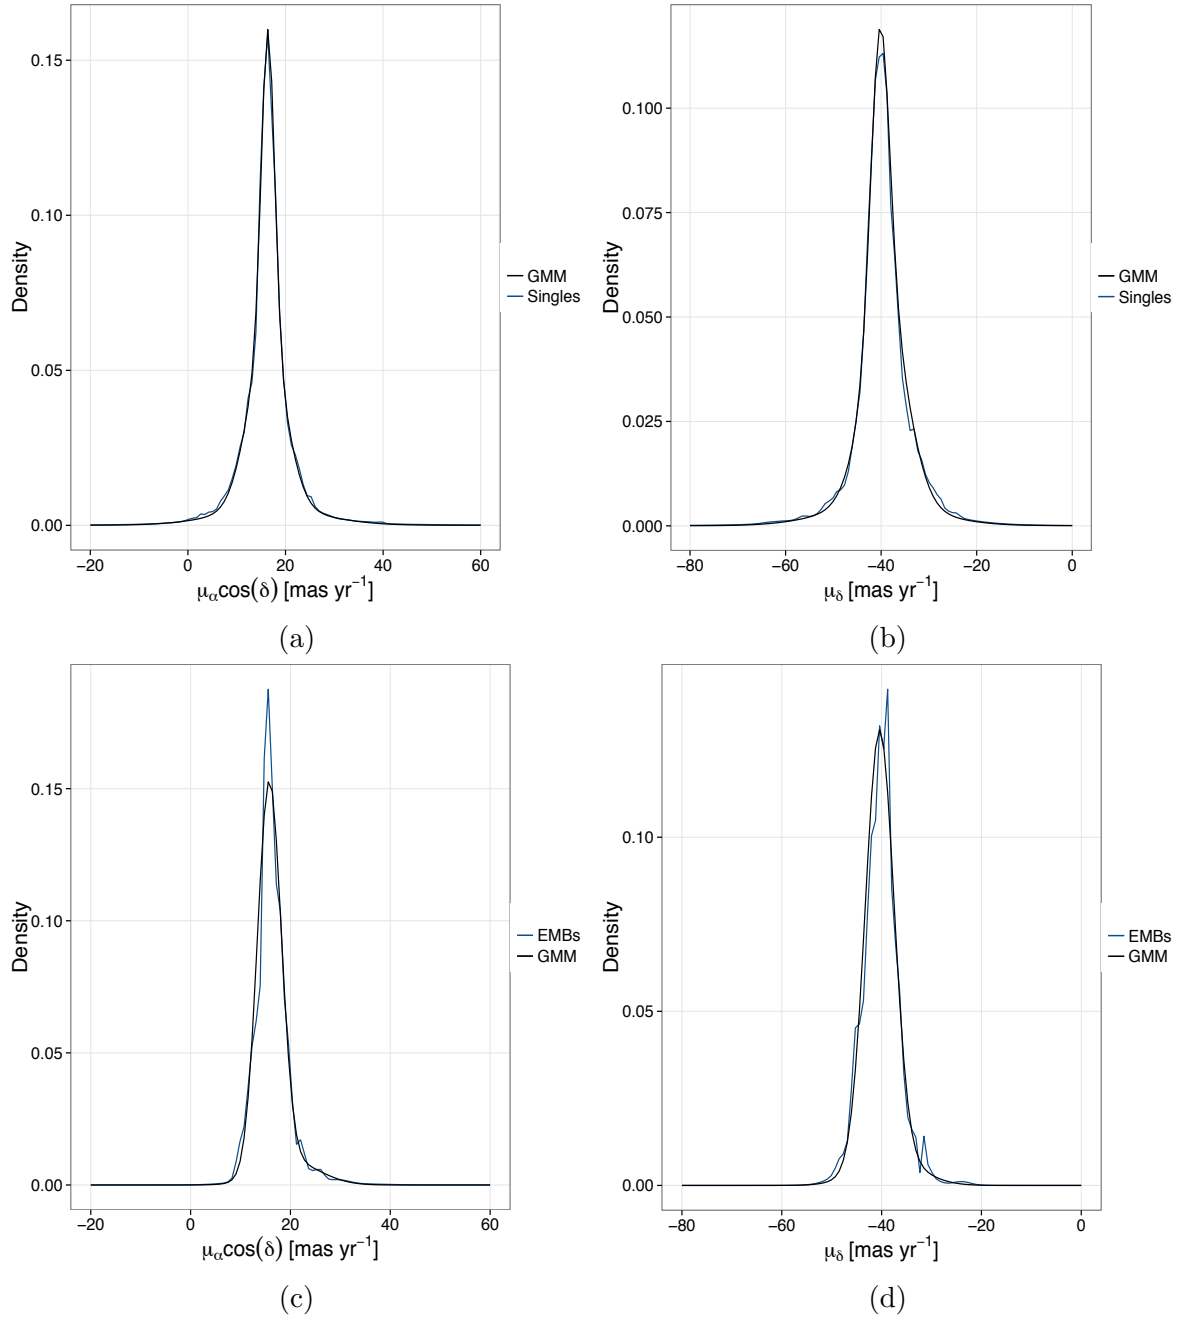 0.15
0.10
0.05
0.00
Density
−20 0 20 40 60
μαcos(δ) [mas yr−1]
GMM
Singles
(a)
0.100
0.075
0.050
0.025
0.000
Density
−80 −60 −40 −20 0
μδ [mas yr−1]
GMM
Singles
(b)
0.15
0.10
0.05
0.00
Density
−20 0 20 40 60
μαcos(δ) [mas yr−1]
EMBs
GMM
(c)
0.10
0.05
0.00
Density
−80 −60 −40 −20 0
μδ [mas yr−1]
EMBs
GMM
(d)